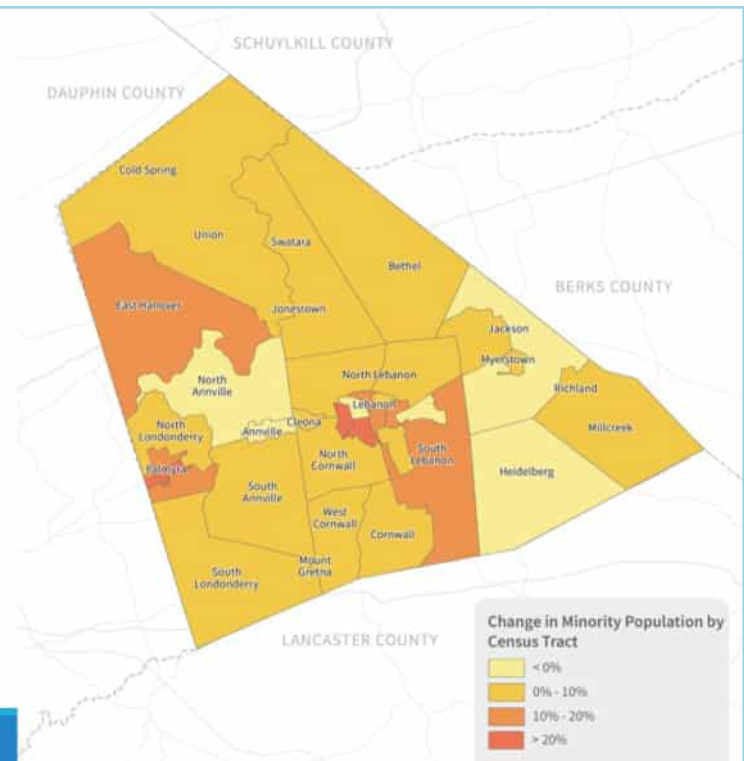 SCHUYLKILL COUNTY
DAUPHIN COUNTY
Cold Spring
Union
Swatara
Bethel
BERKS COUNTY
East Hanover
Jonestown
Jackson
Myerstown
North Lebanon
North
Annville
Richland
Lebanon
Cleona
Annville
North
Londonderry
Millcreek
South
Lebanon
North
Cornwall
Palmyra
Heidelberg
South
Annville
West
Cornwall
Cornwall
Mount
Gretna
South
Londonderry
LANCASTER COUNTY
Change in Minority Population by
Census Tract
< 0%
0% - 10%
10% - 20%
> 20%